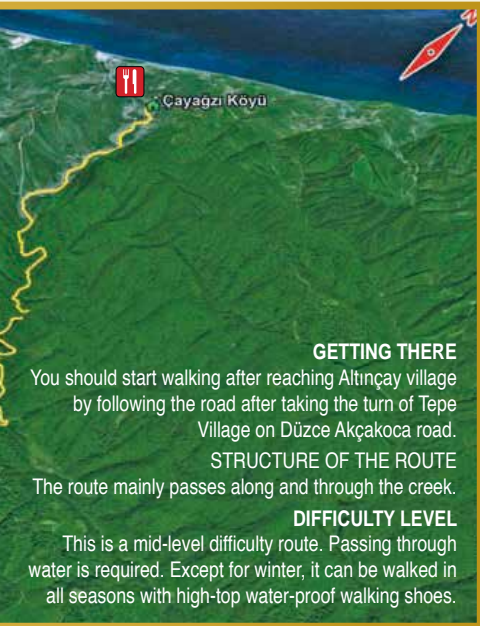 N
Çayağzı Köyü
GETTING THERE
You should start walking after reaching Altınçay village
by following the road after taking the turn of Tepe
Village on Düzce Akçakoca road.
STRUCTURE OF THE ROUTE
The route mainly passes along and through the creek.
DIFFICULTY LEVEL
This is a mid-level difficulty route. Passing through
water is required. Except for winter, it can be walked in
all seasons with high-top water-proof walking shoes.